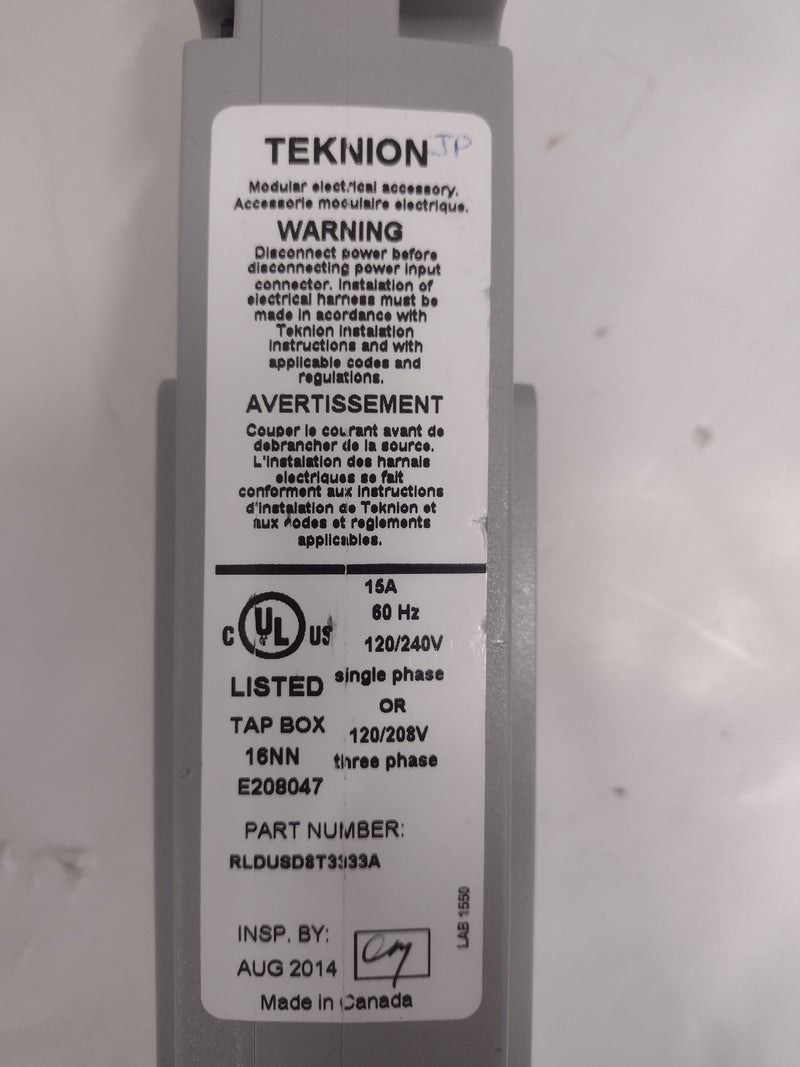 TEKNION JP
Modular electrical accessory.
Accessorie moculaire electrique.
WARNING
Disconnect power before
disconnecting power input
connector. Instalation of
electrical harness must be
made in acordance with
Teknion instalation
instructions and with
applicable codes and
regulations.
AVERTISSEMENT
Couper le courant avant de
debrancher de la source.
L'instalation des harnais
electriques se fait
conforment aux instructions
d'instalation de Teknion et
aux codes et reglements
applicables.
C UL US
LISTED
TAP BOX
16NN
E208047
15A
60 Hz
120/240V
single phase
OR
120/208V
three phase
PART NUMBER:
RLDUSD8T3333A
INSP. BY:
AUG 2014
Made in Canada
LAB 1550